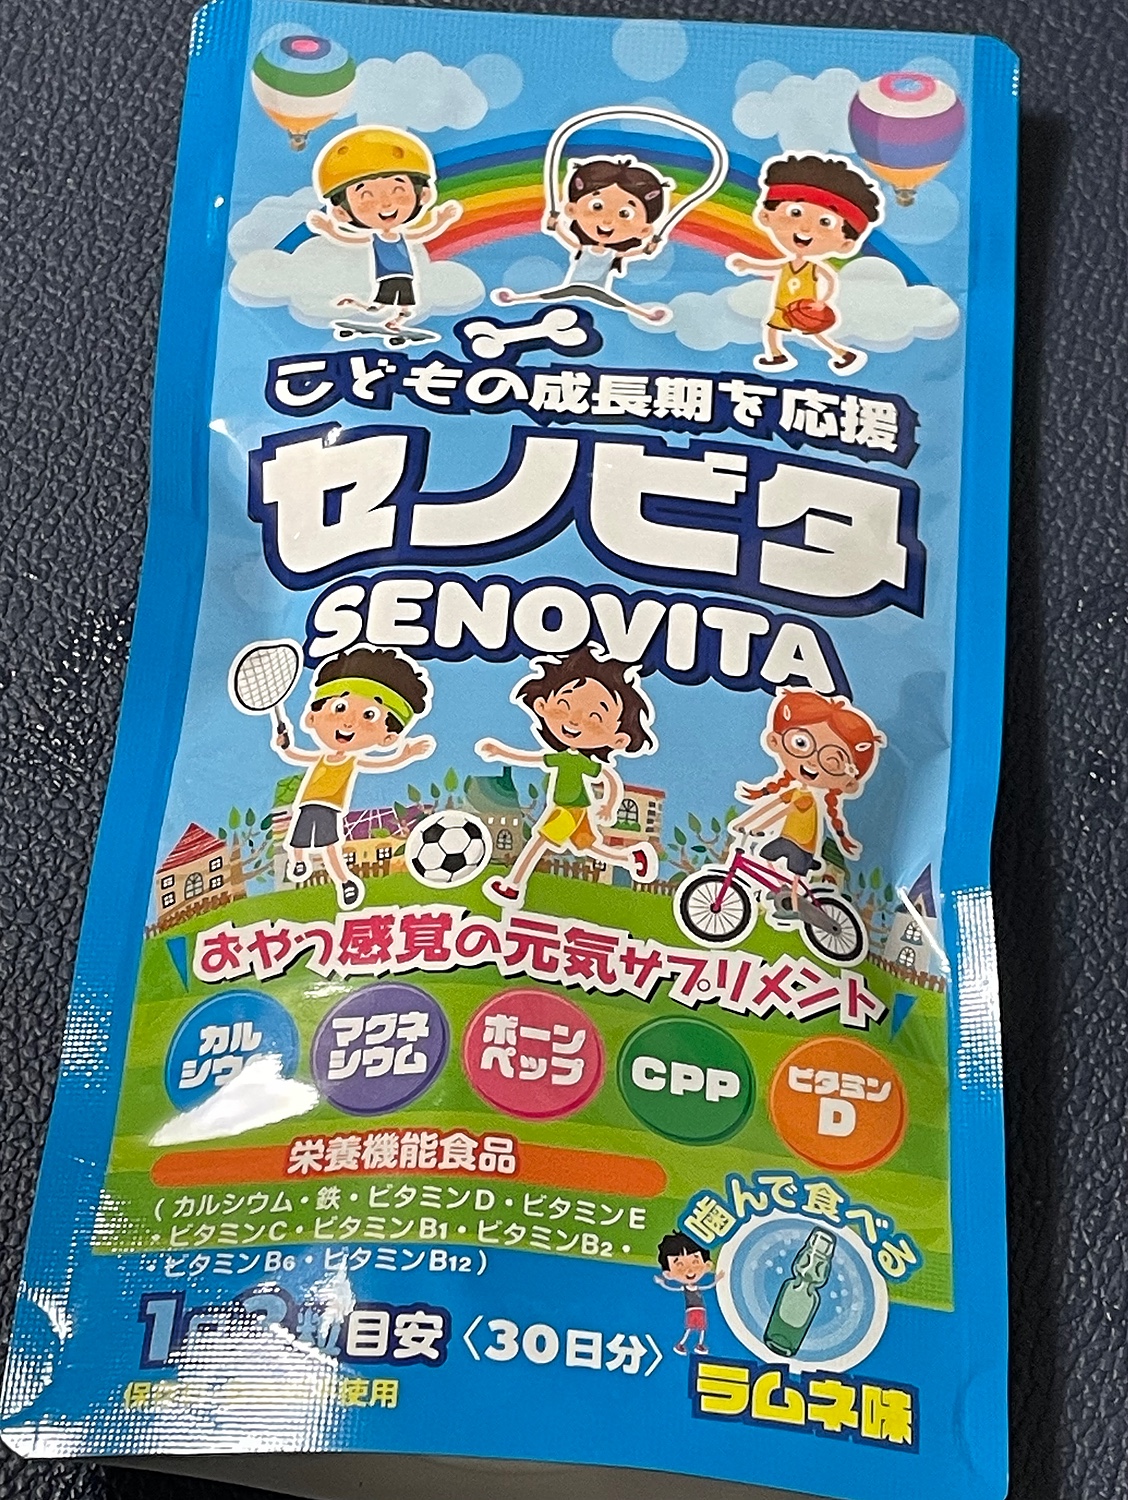 こどもの成長期を応援
セノビタ
SENOVITA
おやつ感覚の元気サプリメント
カル
シウム
マグネ
シウム
ボーン
ペップ
CPP
ビタミン
D
栄養機能食品
(カルシウム・鉄・ビタミンD・ビタミンE
・ビタミンC・ビタミンB1・ビタミンB2・
ビタミンB6・ビタミンB12)
噛んで食べる
目安〈30日分〉
使用
ラムネ味